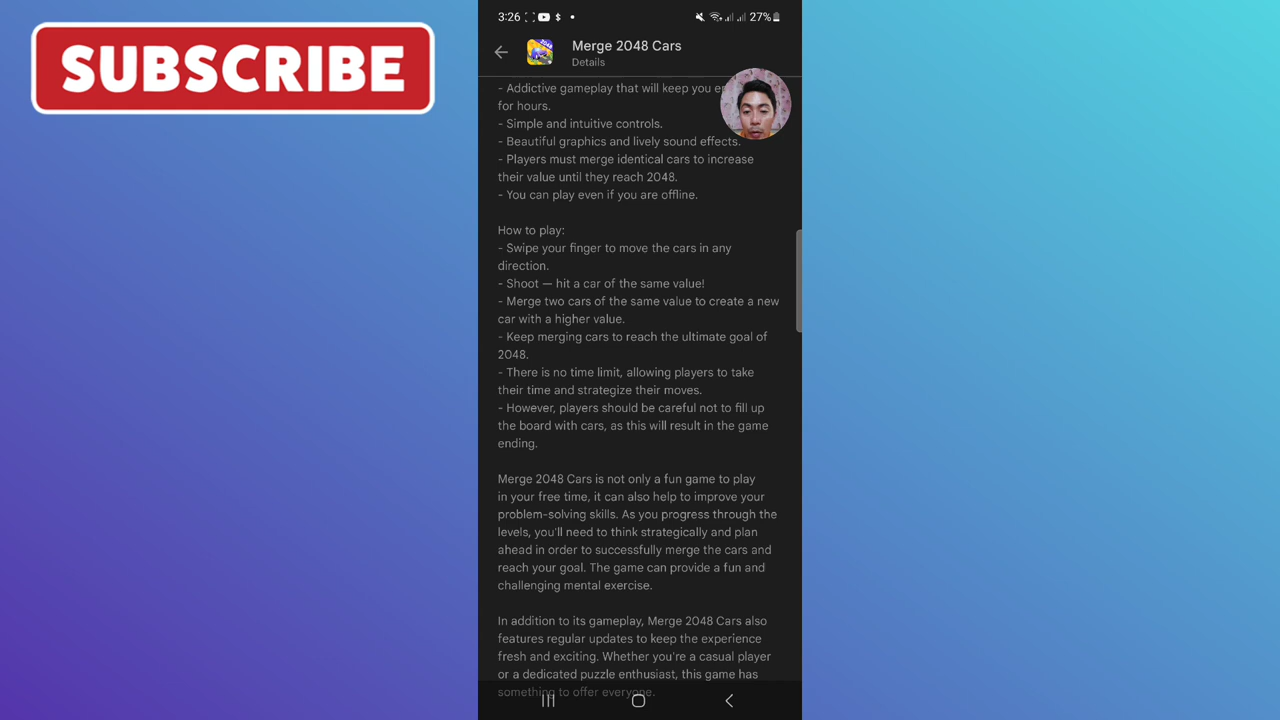 SUBSCRIBE
3:26
27%
Merge 2048 Cars
Details
- Addictive gameplay that will keep you
for hours.
- Simple and intuitive controls.
- Beautiful graphics and lively sound effects.
- Players must merge identical cars to increase
their value until they reach 2048.
- You can play even if you are offline.
How to play:
- Swipe your finger to move the cars in any
direction.
- Shoot — hit a car of the same value!
- Merge two cars of the same value to create a new
car with a higher value.
- Keep merging cars to reach the ultimate goal of
2048.
- There is no time limit, allowing players to take
their time and strategize their moves.
- However, players should be careful not to fill up
the board with cars, as this will result in the game
ending.
Merge 2048 Cars is not only a fun game to play
in your free time, it can also help to improve your
problem-solving skills. As you progress through the
levels, you'll need to think strategically and plan
ahead in order to successfully merge the cars and
reach your goal. The game can provide a fun and
challenging mental exercise.
In addition to its gameplay, Merge 2048 Cars also
features regular updates to keep the experience
fresh and exciting. Whether you're a casual player
or a dedicated puzzle enthusiast, this game has
something to offer everyone.